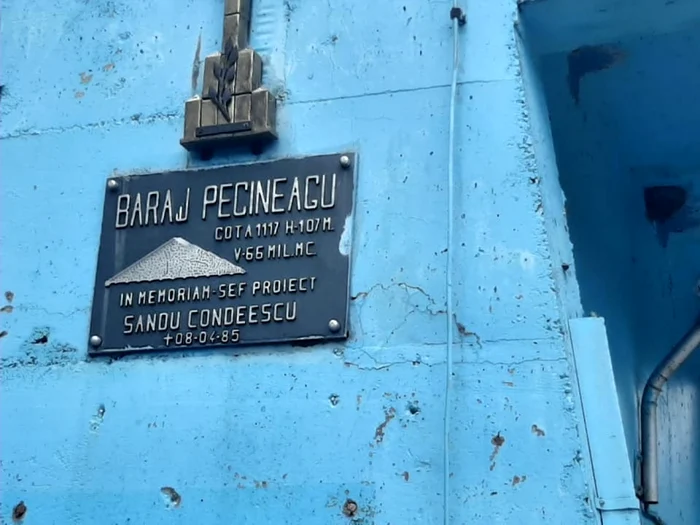 BARAJ PECINEAGU
COTA 1117 H-107 M.
V-66 MIL.MC.
IN MEMORIAM-SEF PROIECT
SANDU CONDEESCU
+08-04-85